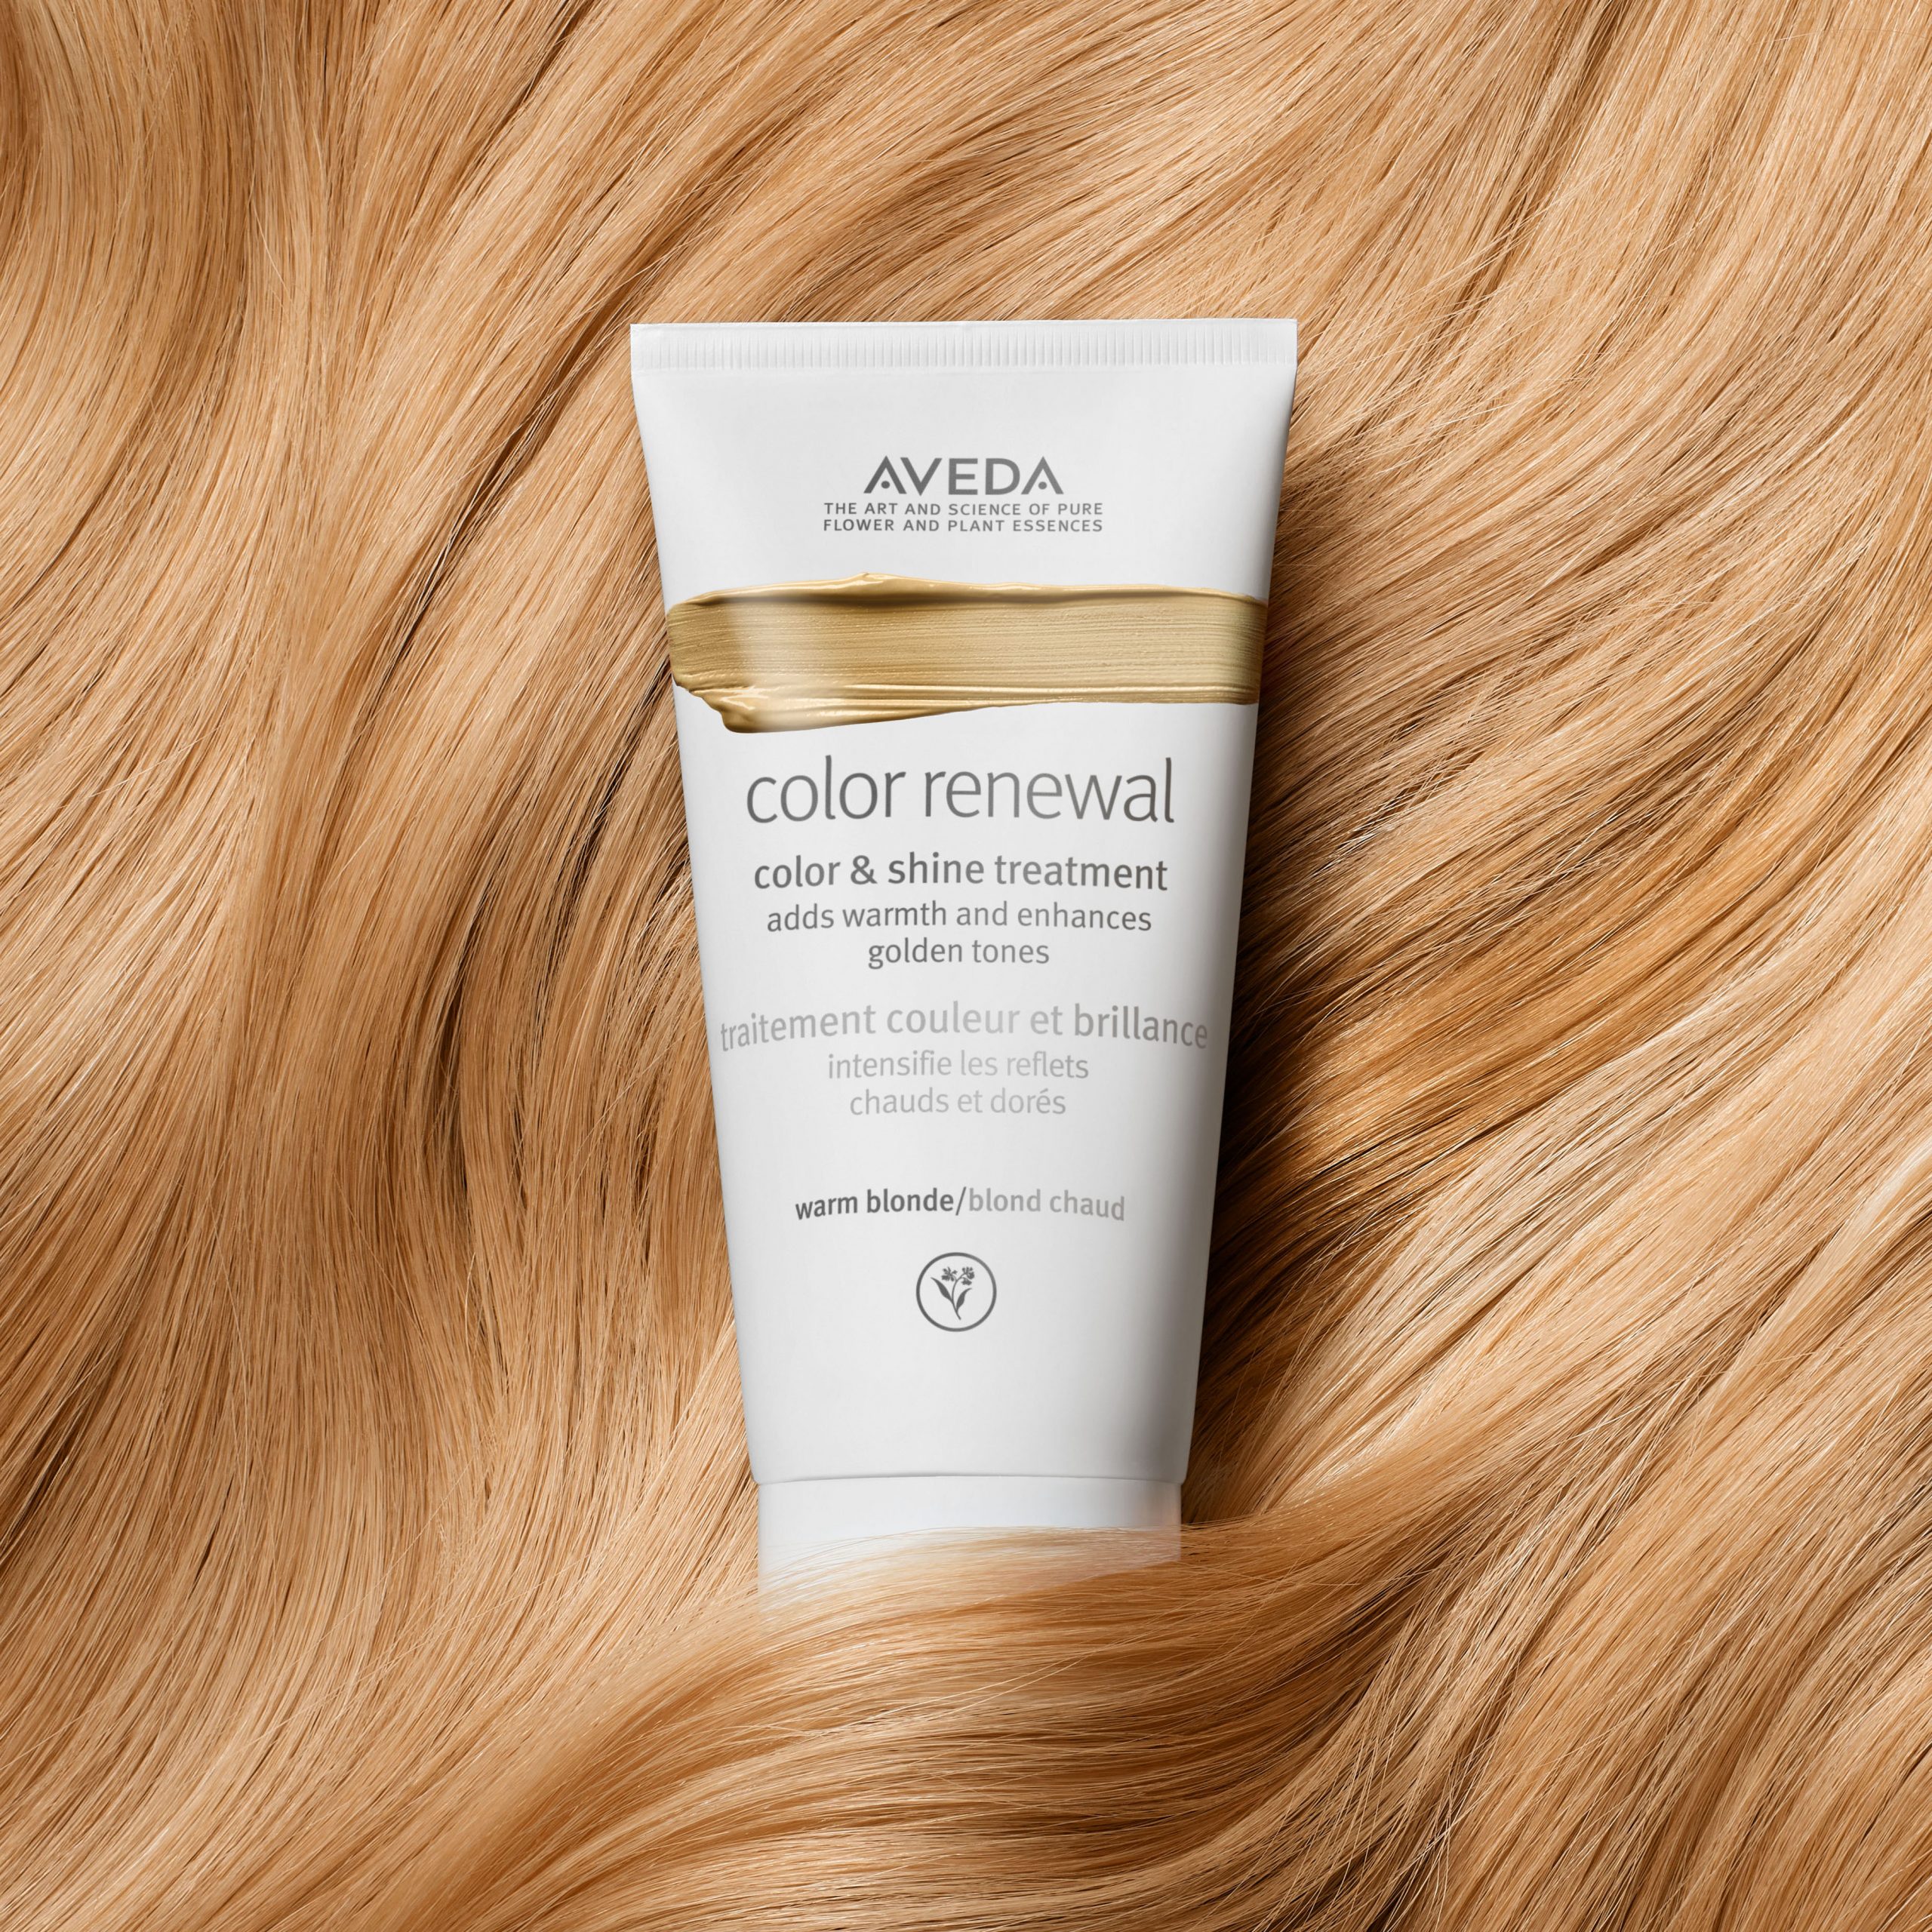 AVEDA
THE ART AND SCIENCE OF PURE
FLOWER AND PLANT ESSENCES
color renewal
color & shine treatment
adds warmth and enhances
golden tones
traitement couleur et brillance
intensifie les reflets
chauds et dorés
warm blonde/blond chaud